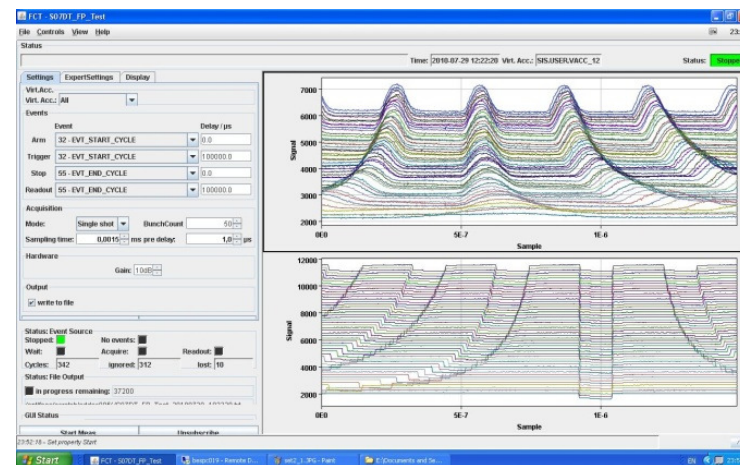 FCT - S07DT_FP_Test
File Controls View Help
Status
Time: 2010-07-29 12:22:20 Virt. Acc.: SIS.USER.VACC_12 Status: Stopped
Settings ExpertSettings Display
Virt.Acc.
Virt. Acc.: All
Events
Event Delay / µs
Arm 32 - EVT_START_CYCLE 0.0
Trigger 32 - EVT_START_CYCLE 100000.0
Stop 55 - EVT_END_CYCLE 0.0
Readout 55 - EVT_END_CYCLE 100000.0
Acquisition
Mode: Single shot BunchCount 50
Sampling time: 0,0015 ms pre delay: 1,0 µs
Hardware
Gain: 10dB
Output
write to file
Status: Event Source
Stopped: No events:
Wait: Acquire: Readout:
Cycles: 342 ignored: 312 lost: 10
Status: File Output
in progress remaining: 37200
GUI Status
Start Meas. Unsubscribe
23:52:18 - Set property Start
7000
6000
5000
4000
3000
2000
Signal
0E0 5E-7 1E-6
Sample
12000
10000
8000
6000
4000
2000
Signal
0E0 5E-7 1E-6
Sample
Start FCT - S07DT_FP_Test Remote D... set2_1.JPG - Paint E:\Documents and Se... EN